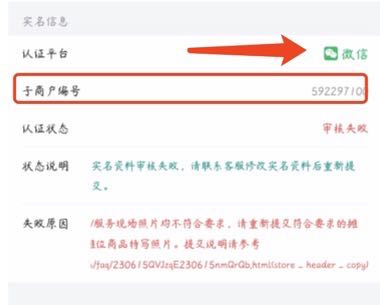 实名信息
认证平台 微信
子商户编号 592297100
认证状态 审核失败
状态说明 实名资料审核失败，请联系客服修改实名资料后重新提
交。
失败原因 /服务现场照片均不符合要求，请重新提交符合要求的摊
位商品特写照片。提交说明请参考
/faq/230615QVJzqE230615nmQrQb.html(store_header_copy)